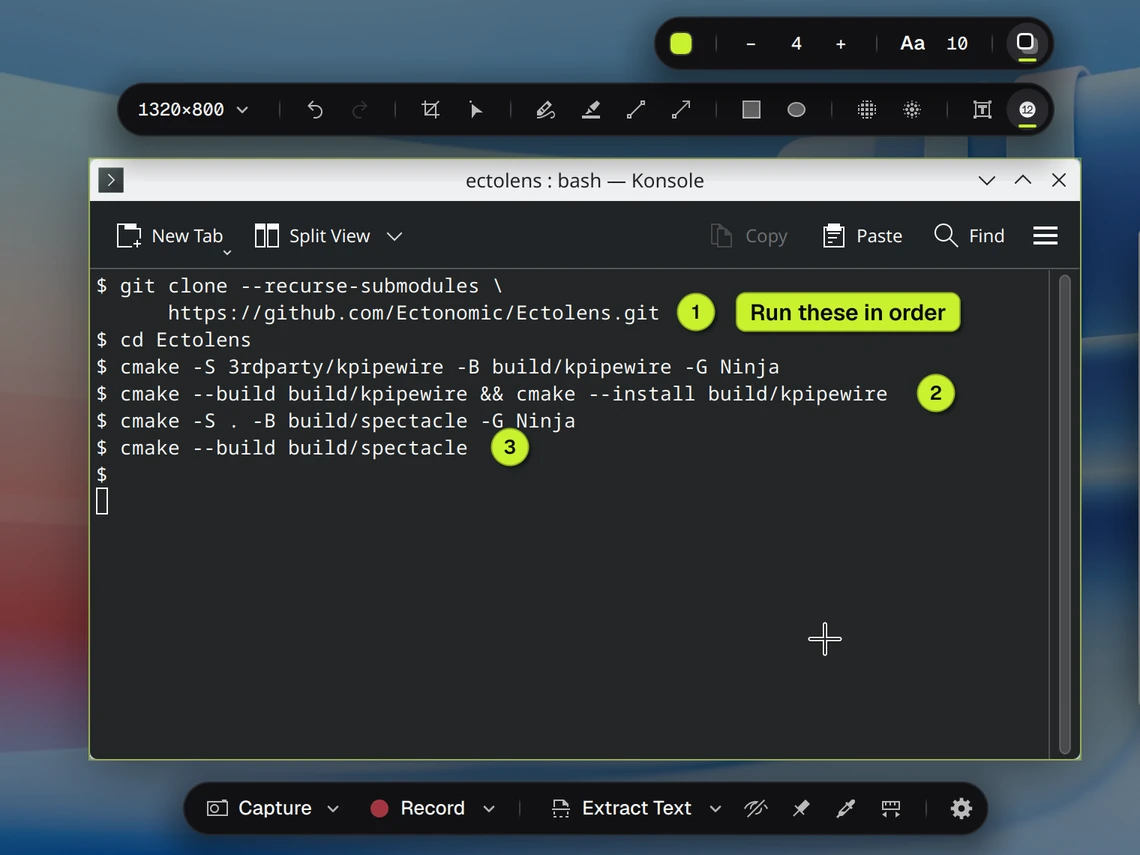 4
Aa 10
1320×800
12
ectolens : bash — Konsole
New Tab Split View Copy Paste Find
$ git clone --recurse-submodules \
https://github.com/Ectonomic/Ectolens.git 1 Run these in order
$ cd Ectolens
$ cmake -S 3rdparty/kpipewire -B build/kpipewire -G Ninja
$ cmake --build build/kpipewire && cmake --install build/kpipewire 2
$ cmake -S . -B build/spectacle -G Ninja
$ cmake --build build/spectacle 3
$
Capture Record Extract Text